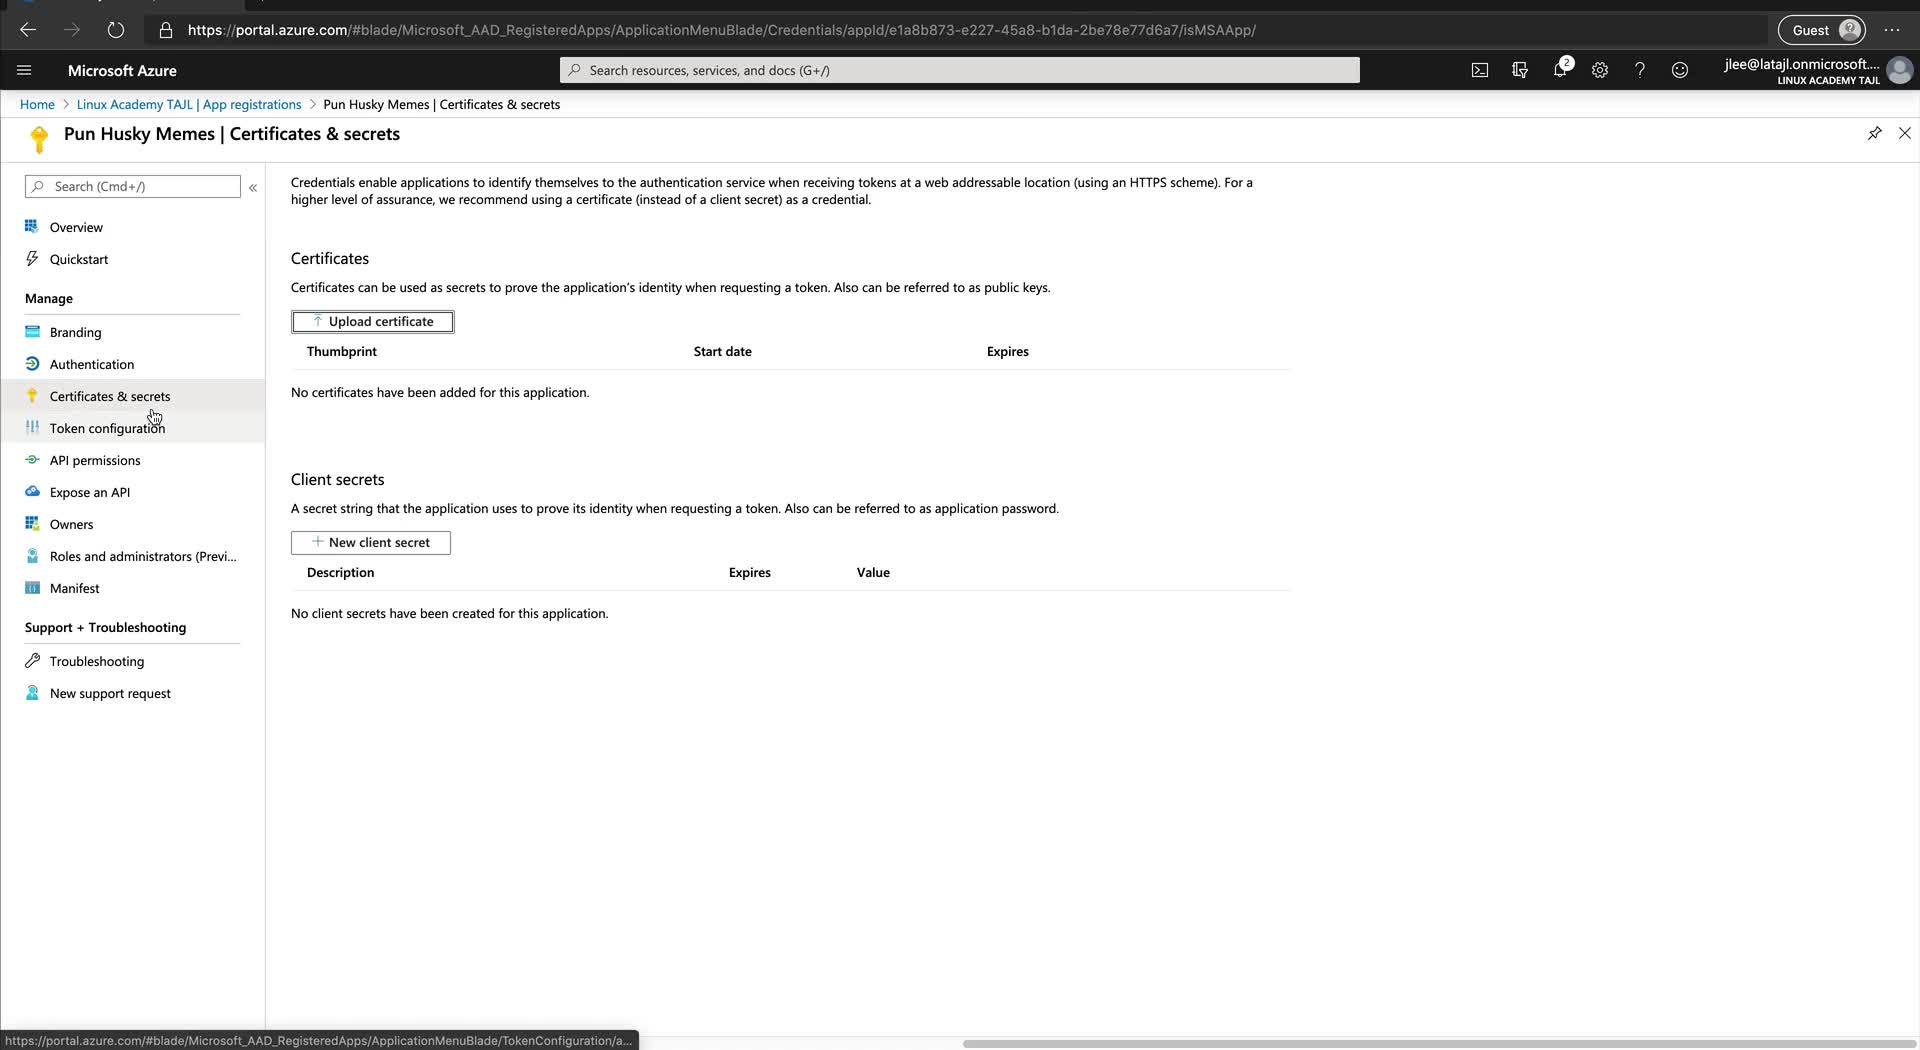 https://portal.azure.com/#blade/Microsoft_AAD_RegisteredApps/ApplicationMenuBlade/Credentials/appId/e1a8b873-e227-45a8-b1da-2be78e77d6a7/isMSAApp/
Guest
Microsoft Azure
Search resources, services, and docs (G+/)
2
jlee@latajl.onmicrosoft....
LINUX ACADEMY TAJL
Home > Linux Academy TAJL | App registrations > Pun Husky Memes | Certificates & secrets
Pun Husky Memes | Certificates & secrets
Search (Cmd+/)
Overview
Quickstart
Manage
Branding
Authentication
Certificates & secrets
Token configuration
API permissions
Expose an API
Owners
Roles and administrators (Previ...
Manifest
Support + Troubleshooting
Troubleshooting
New support request
Credentials enable applications to identify themselves to the authentication service when receiving tokens at a web addressable location (using an HTTPS scheme). For a
higher level of assurance, we recommend using a certificate (instead of a client secret) as a credential.
Certificates
Certificates can be used as secrets to prove the application's identity when requesting a token. Also can be referred to as public keys.
Upload certificate
Thumbprint Start date Expires
No certificates have been added for this application.
Client secrets
A secret string that the application uses to prove its identity when requesting a token. Also can be referred to as application password.
New client secret
Description Expires Value
No client secrets have been created for this application.
https://portal.azure.com/#blade/Microsoft_AAD_RegisteredApps/ApplicationMenuBlade/TokenConfiguration/a...